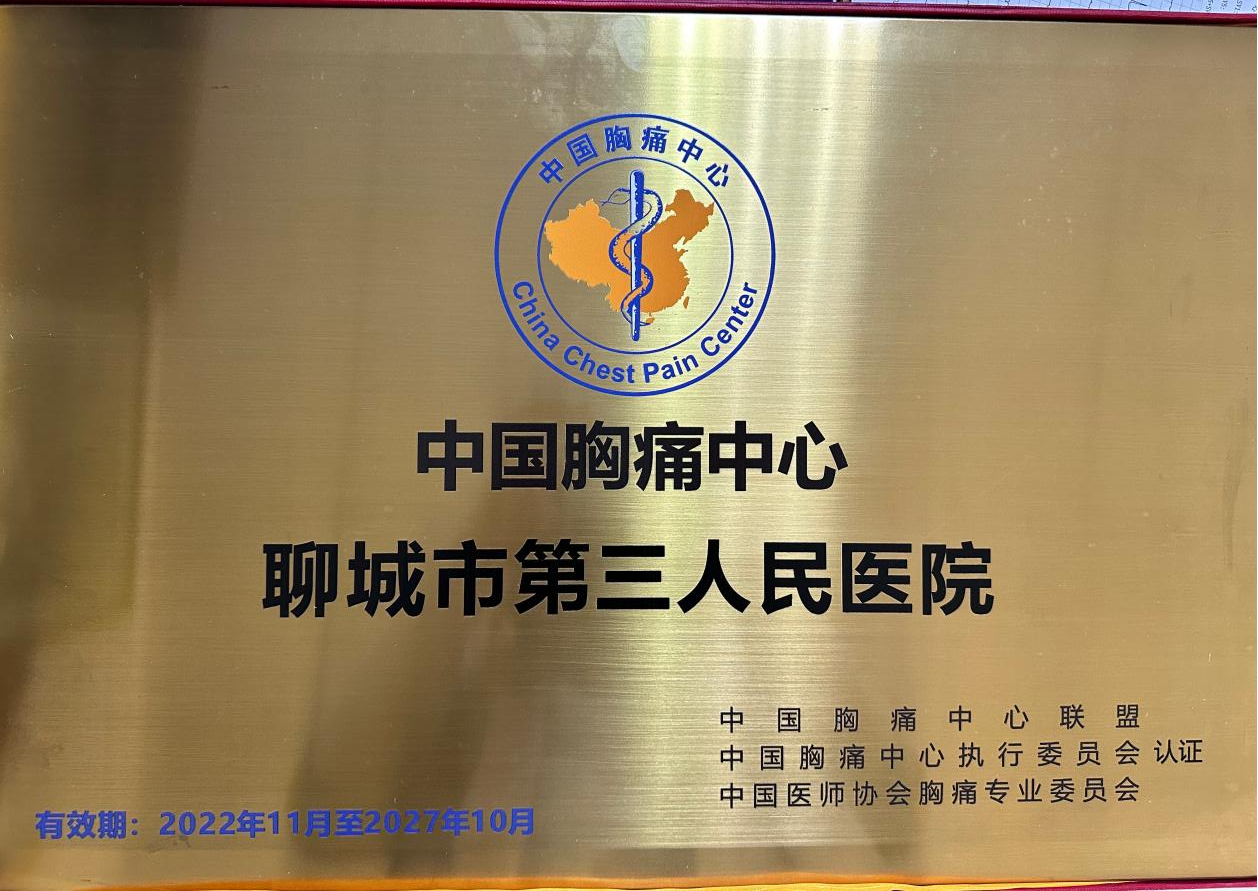 中国胸痛中心
China Chest Pain Center
中国胸痛中心
聊城市第三人民医院
中国胸痛中心联盟
中国胸痛中心执行委员会 认证
中国医师协会胸痛专业委员会
有效期：2022年11月至2027年10月